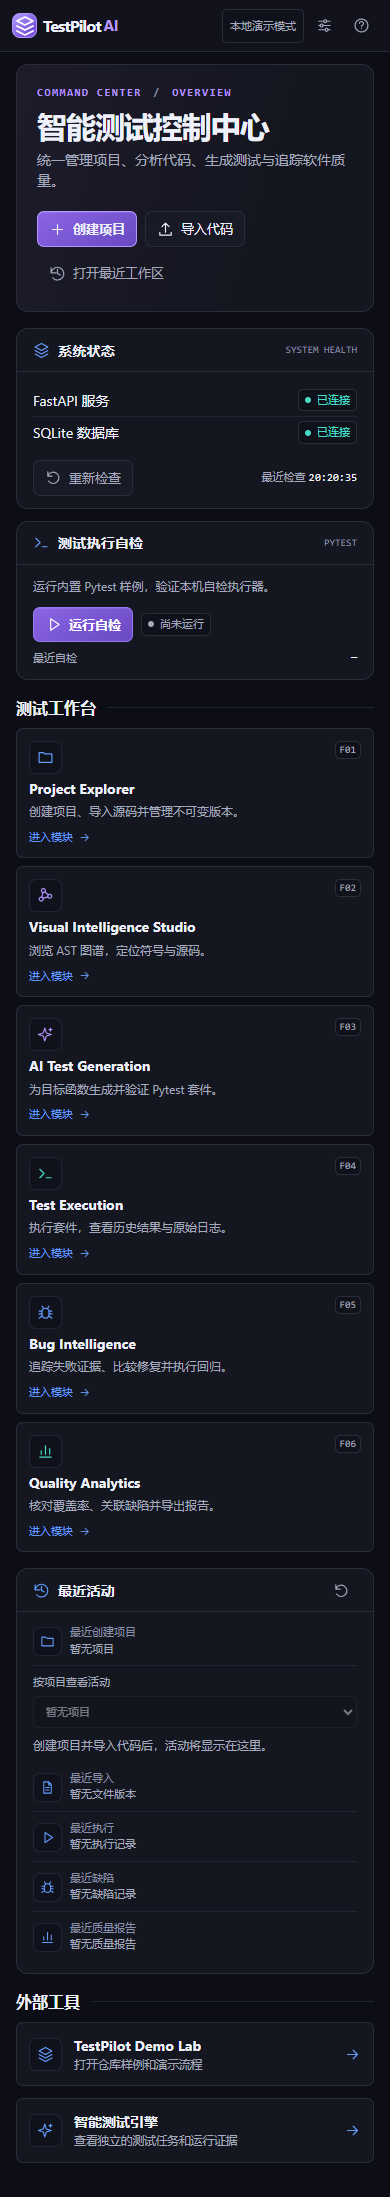 TestPilot AI
本地演示模式
COMMAND CENTER / OVERVIEW
智能测试控制中心
统一管理项目、分析代码、生成测试与追踪软件质
量。
创建项目
导入代码
打开最近工作区
系统状态
SYSTEM HEALTH
FastAPI 服务
已连接
SQLite 数据库
已连接
重新检查
最近检查 20:20:35
测试执行自检
PYTEST
运行内置 Pytest 样例，验证本机自检执行器。
运行自检
尚未运行
最近自检
—
测试工作台
F01
Project Explorer
创建项目、导入源码并管理不可变版本。
进入模块 →
F02
Visual Intelligence Studio
浏览 AST 图谱，定位符号与源码。
进入模块 →
F03
AI Test Generation
为目标函数生成并验证 Pytest 套件。
进入模块 →
F04
Test Execution
执行套件，查看历史结果与原始日志。
进入模块 →
F05
Bug Intelligence
追踪失败证据、比较修复并执行回归。
进入模块 →
F06
Quality Analytics
核对覆盖率、关联缺陷并导出报告。
进入模块 →
最近活动
最近创建项目
暂无项目
按项目查看活动
暂无项目
创建项目并导入代码后，活动将显示在这里。
最近导入
暂无文件版本
最近执行
暂无执行记录
最近缺陷
暂无缺陷记录
最近质量报告
暂无质量报告
外部工具
TestPilot Demo Lab
打开仓库样例和演示流程
智能测试引擎
查看独立的测试任务和运行证据